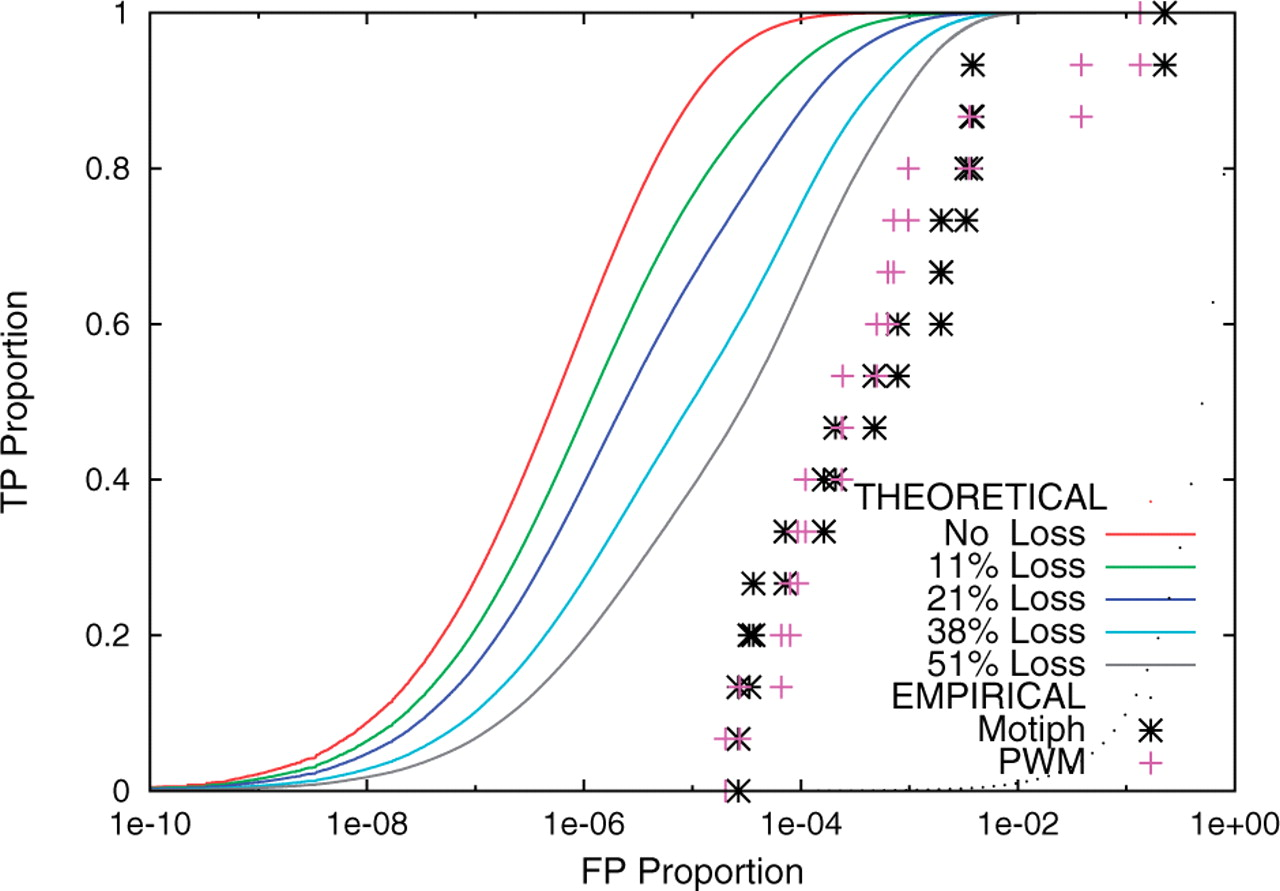 1
0.8
0.6
0.4
0.2
0
TP Proportion
1e-10
1e-08
1e-06
1e-04
1e-02
1e+00
FP Proportion
THEORETICAL
No Loss
11% Loss
21% Loss
38% Loss
51% Loss
EMPIRICAL
Motiph
PWM